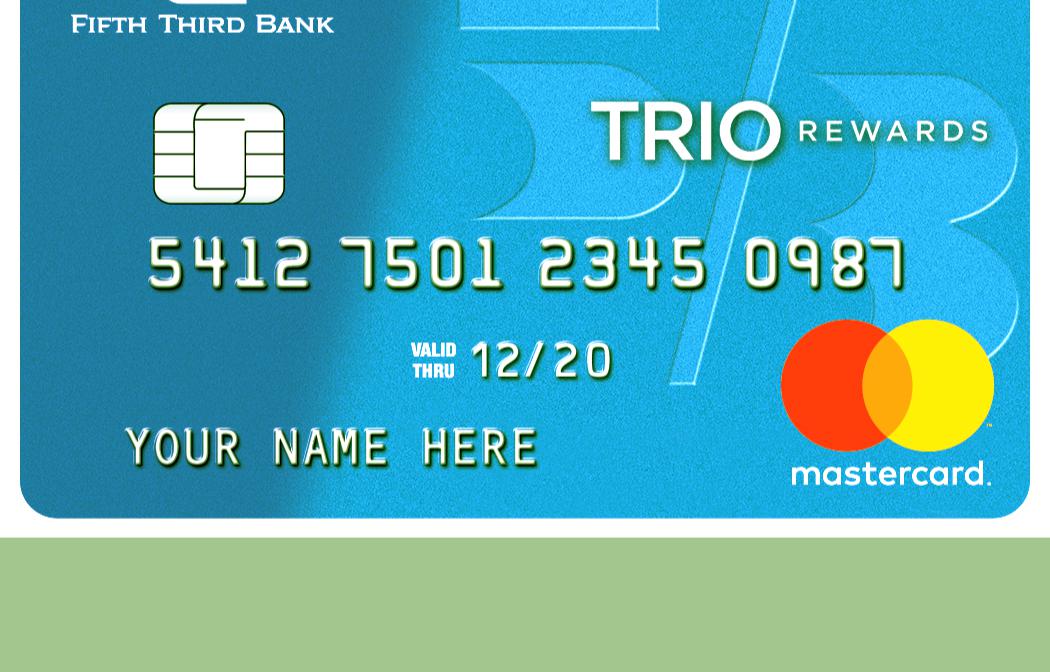 FIFTH THIRD BANK
TRIO REWARDS
5412 7501 2345 0987
VALID THRU 12/20
YOUR NAME HERE
mastercard.